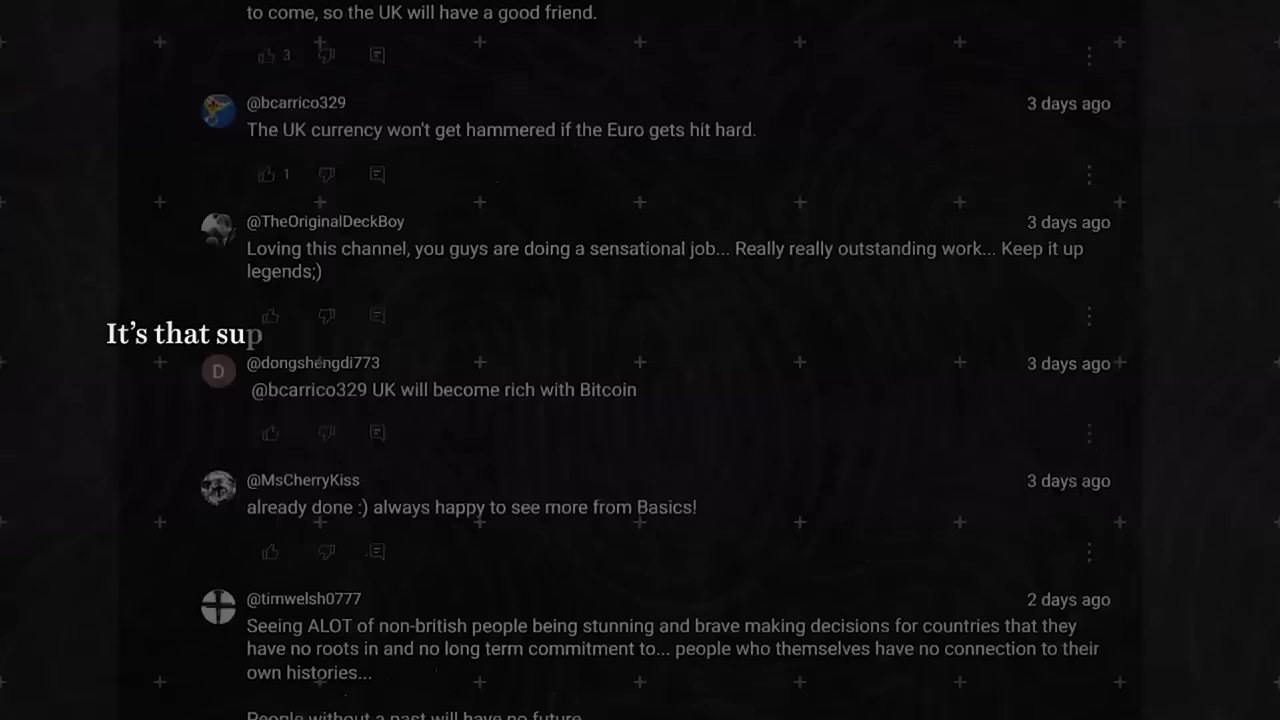 to come, so the UK will have a good friend.
3
@bcarrico329
3 days ago
The UK currency won't get hammered if the Euro gets hit hard.
1
@TheOriginalDeckBoy
3 days ago
Loving this channel, you guys are doing a sensational job... Really really outstanding work... Keep it up
legends;)
It's that sup
D
@dongshengdi773
3 days ago
@bcarrico329 UK will become rich with Bitcoin
@MsCherryKiss
3 days ago
already done :) always happy to see more from Basics!
@timwelsh0777
2 days ago
Seeing ALOT of non-british people being stunning and brave making decisions for countries that they
have no roots in and no long term commitment to... people who themselves have no connection to their
own histories...
People without a past will have no future